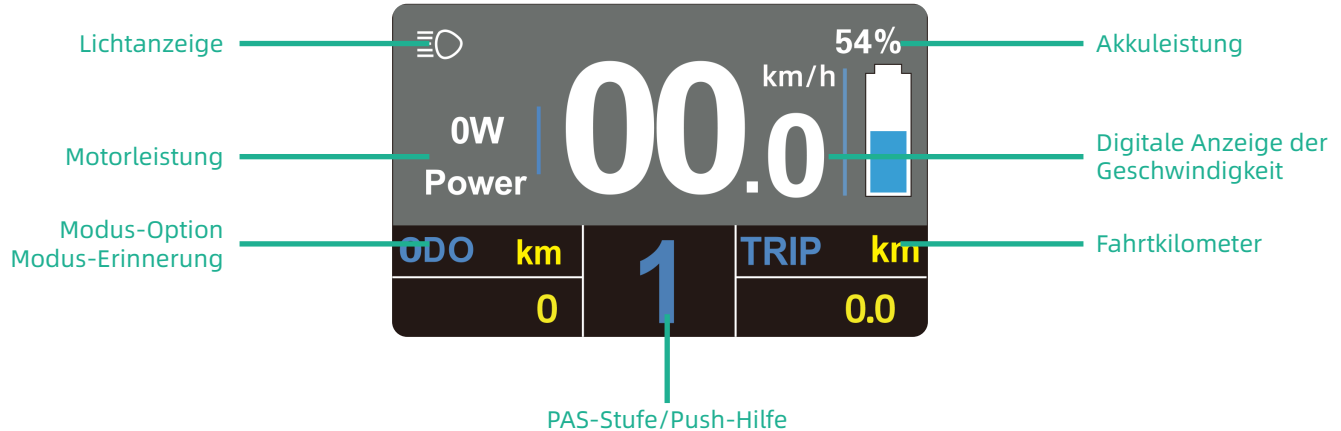 Lichtanzeige
54%
Akkuleistung
km/h
00.0
0W
Power
Motorleistung
Digitale Anzeige der
Geschwindigkeit
Modus-Option
Modus-Erinnerung
ODO km
1
TRIP km
Fahrtkilometer
0
0.0
PAS-Stufe/Push-Hilfe